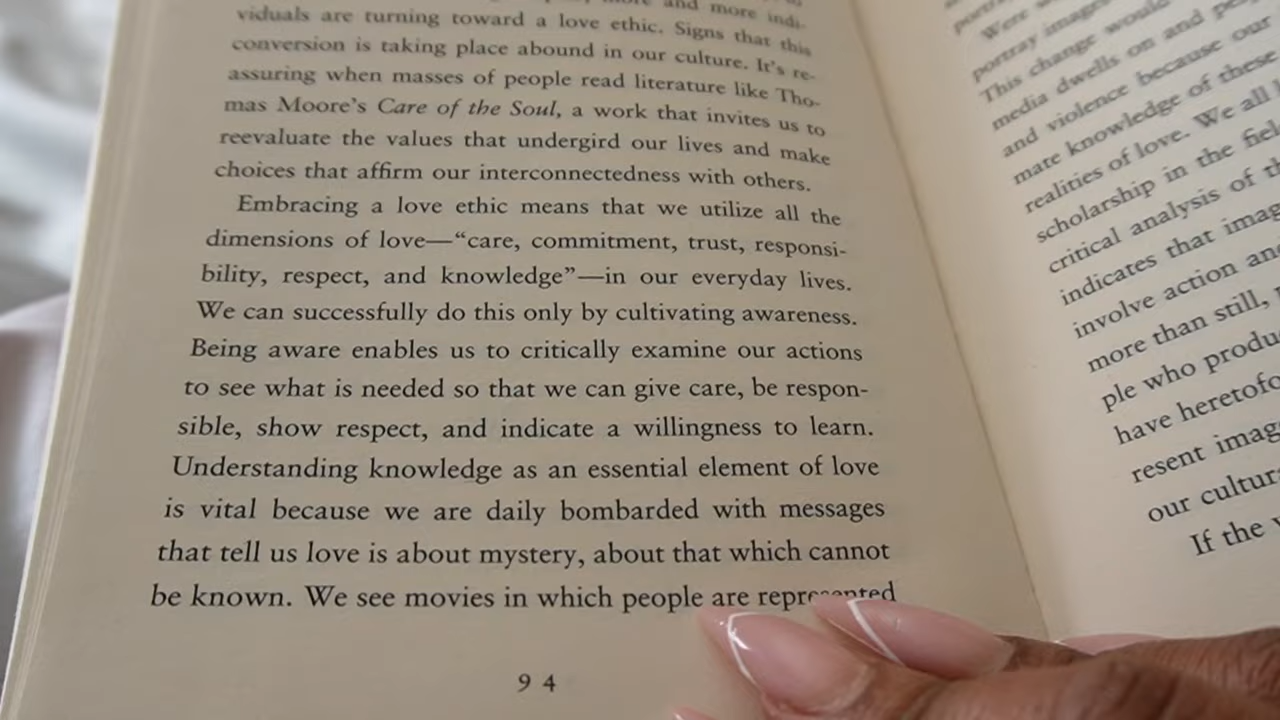 and more indi-
viduals are turning toward a love ethic. Signs that this
conversion is taking place abound in our culture. It's re-
assuring when masses of people read literature like Tho-
mas Moore's Care of the Soul, a work that invites us to
reevaluate the values that undergird our lives and make
choices that affirm our interconnectedness with others.
Embracing a love ethic means that we utilize all the
dimensions of love—“care, commitment, trust, responsi-
bility, respect, and knowledge”—in our everyday lives.
We can successfully do this only by cultivating awareness.
Being aware enables us to critically examine our actions
to see what is needed so that we can give care, be respon-
sible, show respect, and indicate a willingness to learn.
Understanding knowledge as an essential element of love
is vital because we are daily bombarded with messages
that tell us love is about mystery, about that which cannot
be known. We see movies in which people are represented
94
Were
portray images
This change would
media dwells on and
and violence because our
mate knowledge of these
realities of love. We all
scholarship in the
critical analysis of
indicates that
involve action
more than still,
ple who
have
resent
our
If the